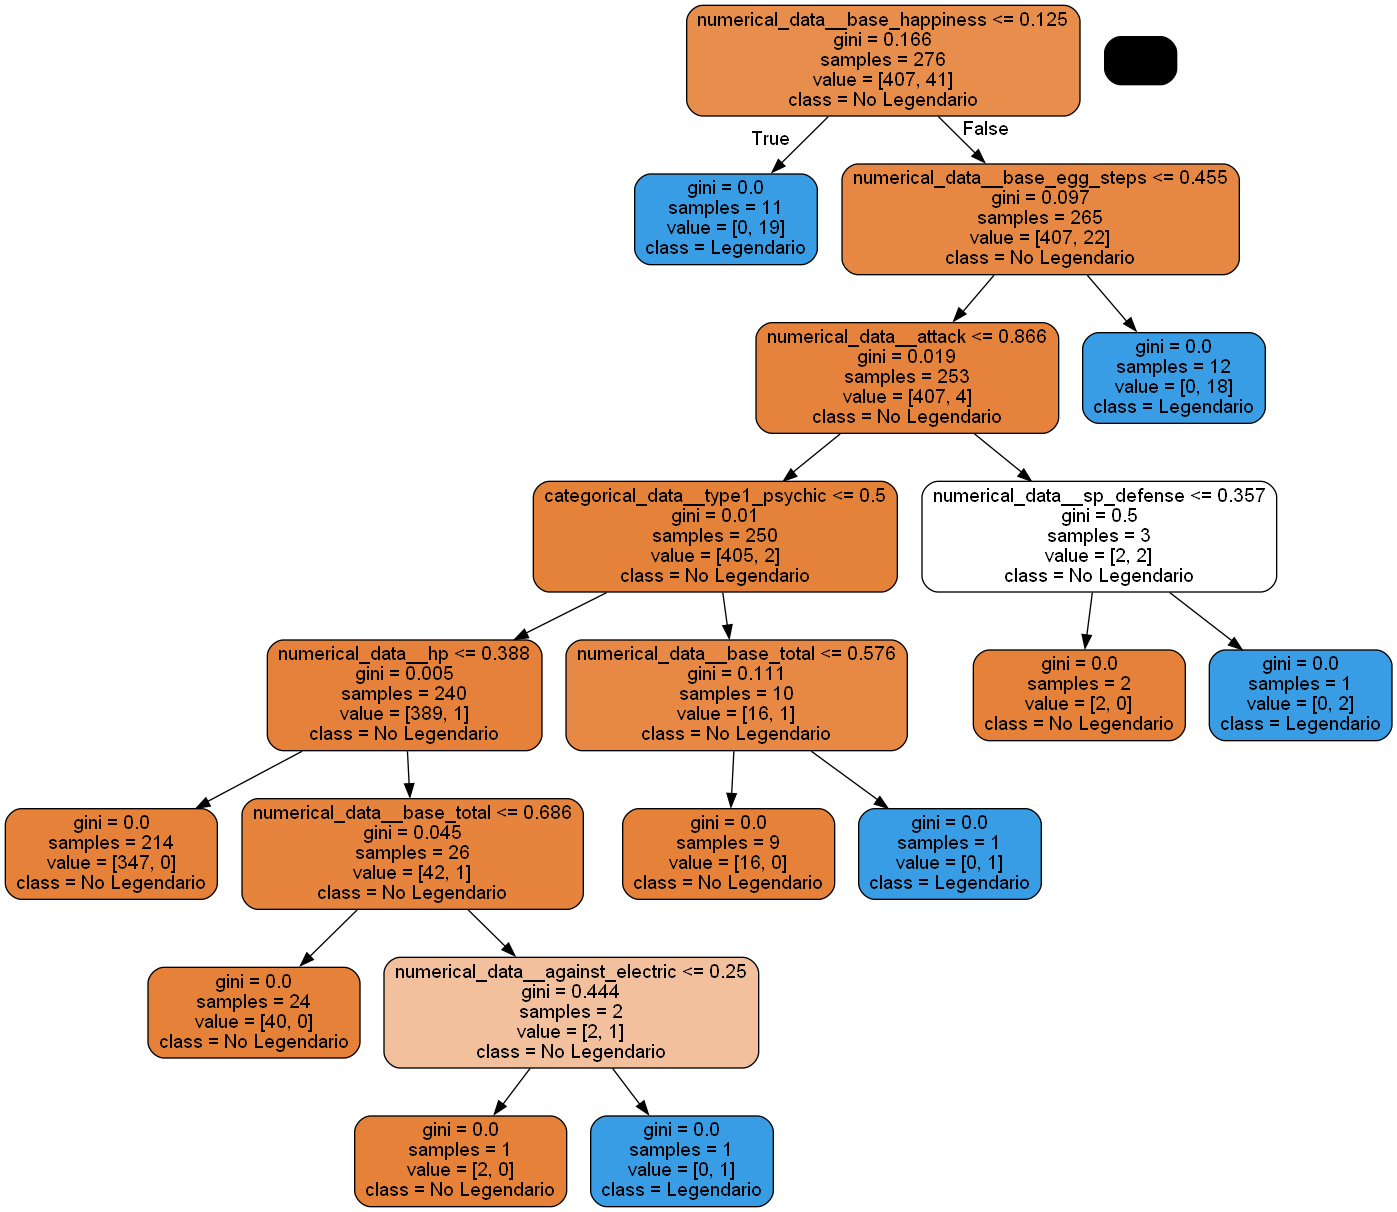 numerical_data__base_happiness <= 0.125
gini = 0.166
samples = 276
value = [407, 41]
class = No Legendario
True
False
gini = 0.0
samples = 11
value = [0, 19]
class = Legendario
numerical_data__base_egg_steps <= 0.455
gini = 0.097
samples = 265
value = [407, 22]
class = No Legendario
numerical_data__attack <= 0.866
gini = 0.019
samples = 253
value = [407, 4]
class = No Legendario
gini = 0.0
samples = 12
value = [0, 18]
class = Legendario
categorical_data__type1_psychic <= 0.5
gini = 0.01
samples = 250
value = [405, 2]
class = No Legendario
numerical_data__sp_defense <= 0.357
gini = 0.5
samples = 3
value = [2, 2]
class = No Legendario
numerical_data__hp <= 0.388
gini = 0.005
samples = 240
value = [389, 1]
class = No Legendario
numerical_data__base_total <= 0.576
gini = 0.111
samples = 10
value = [16, 1]
class = No Legendario
gini = 0.0
samples = 2
value = [2, 0]
class = No Legendario
gini = 0.0
samples = 1
value = [0, 2]
class = Legendario
gini = 0.0
samples = 214
value = [347, 0]
class = No Legendario
numerical_data__base_total <= 0.686
gini = 0.045
samples = 26
value = [42, 1]
class = No Legendario
gini = 0.0
samples = 9
value = [16, 0]
class = No Legendario
gini = 0.0
samples = 1
value = [0, 1]
class = Legendario
gini = 0.0
samples = 24
value = [40, 0]
class = No Legendario
numerical_data__against_electric <= 0.25
gini = 0.444
samples = 2
value = [2, 1]
class = No Legendario
gini = 0.0
samples = 1
value = [2, 0]
class = No Legendario
gini = 0.0
samples = 1
value = [0, 1]
class = Legendario